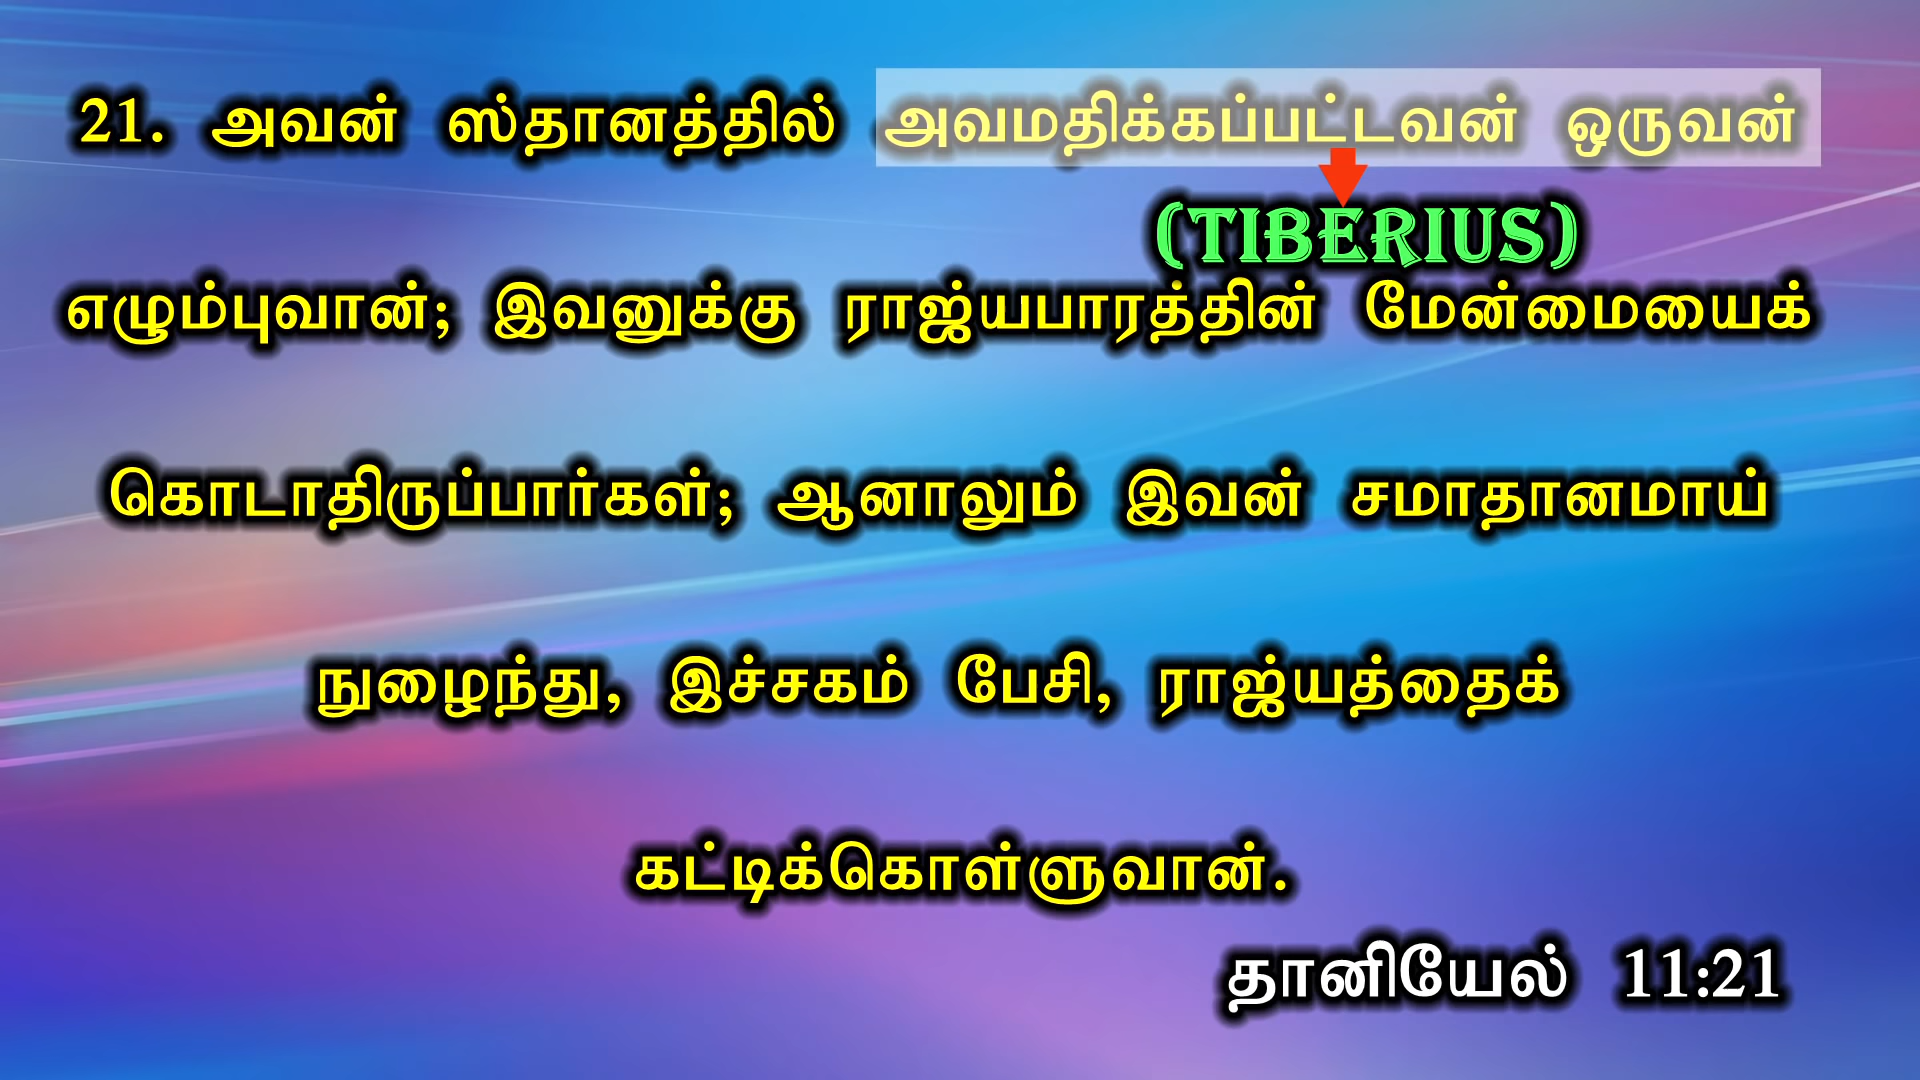 21. அவன் ஸ்தானத்தில் அவமதிக்கப்பட்டவன் ஒருவன்
(TIBERIUS)
எழும்புவான்; இவனுக்கு ராஜ்யபாரத்தின் மேன்மையைக்
கொடாதிருப்பார்கள்; ஆனாலும் இவன் சமாதானமாய்
நுழைந்து, இச்சகம் பேசி, ராஜ்யத்தைக்
கட்டிக்கொள்ளுவான்.
தானியேல் 11:21